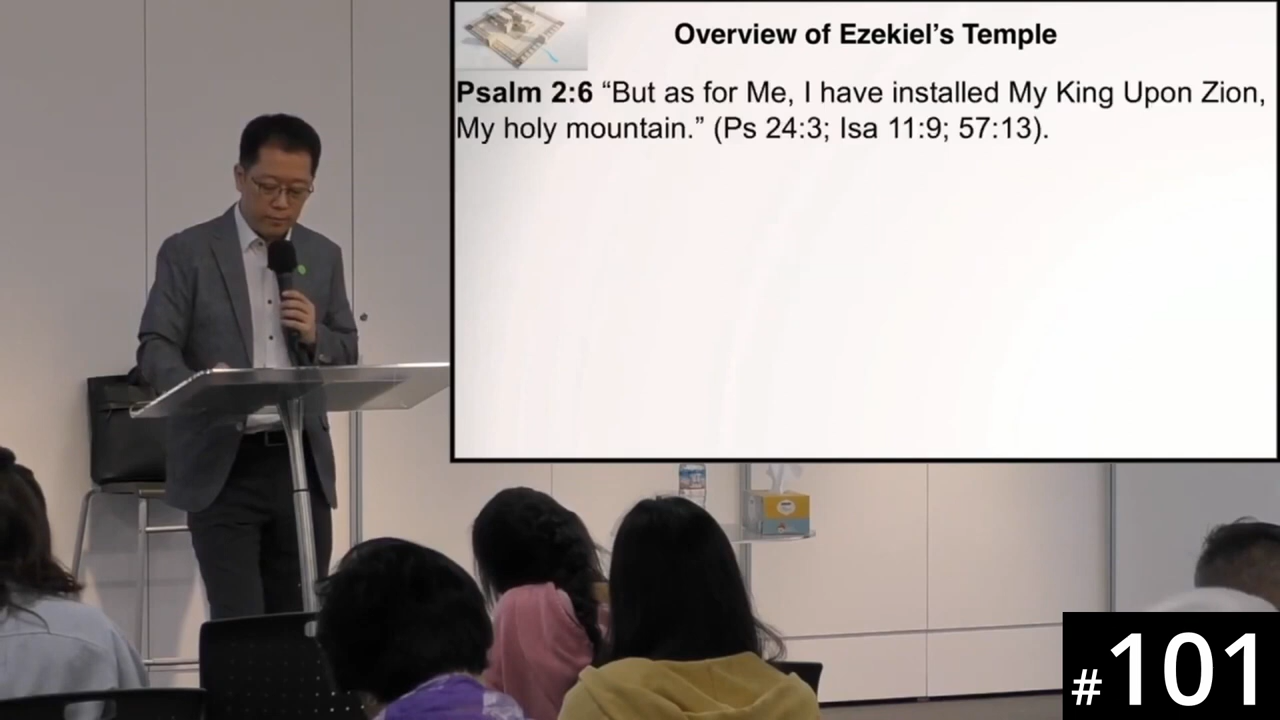 Overview of Ezekiel's Temple
Psalm 2:6 “But as for Me, I have installed My King Upon Zion,
My holy mountain.” (Ps 24:3; Isa 11:9; 57:13).
#101